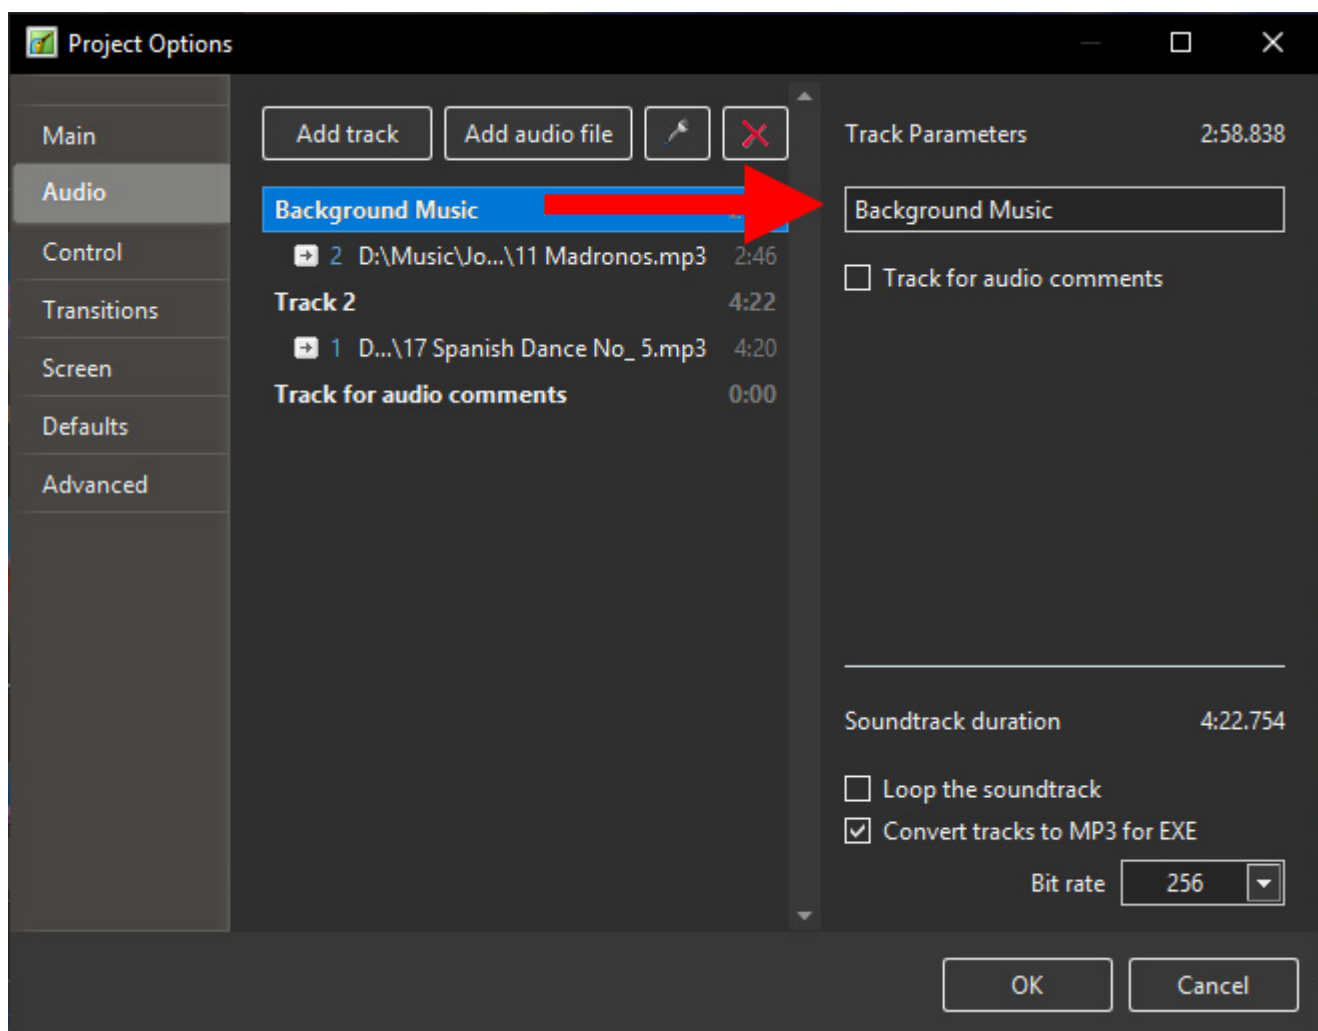 Project Options
Main
Audio
Control
Transitions
Screen
Defaults
Advanced
Add track
Add audio file
Background Music
2 D:\Music\Jo...\11 Madronos.mp3 2:46
Track 2 4:22
1 D...\17 Spanish Dance No_ 5.mp3 4:20
Track for audio comments 0:00
Track Parameters 2:58.838
Background Music
Track for audio comments
Soundtrack duration 4:22.754
Loop the soundtrack
Convert tracks to MP3 for EXE
Bit rate 256
OK
Cancel